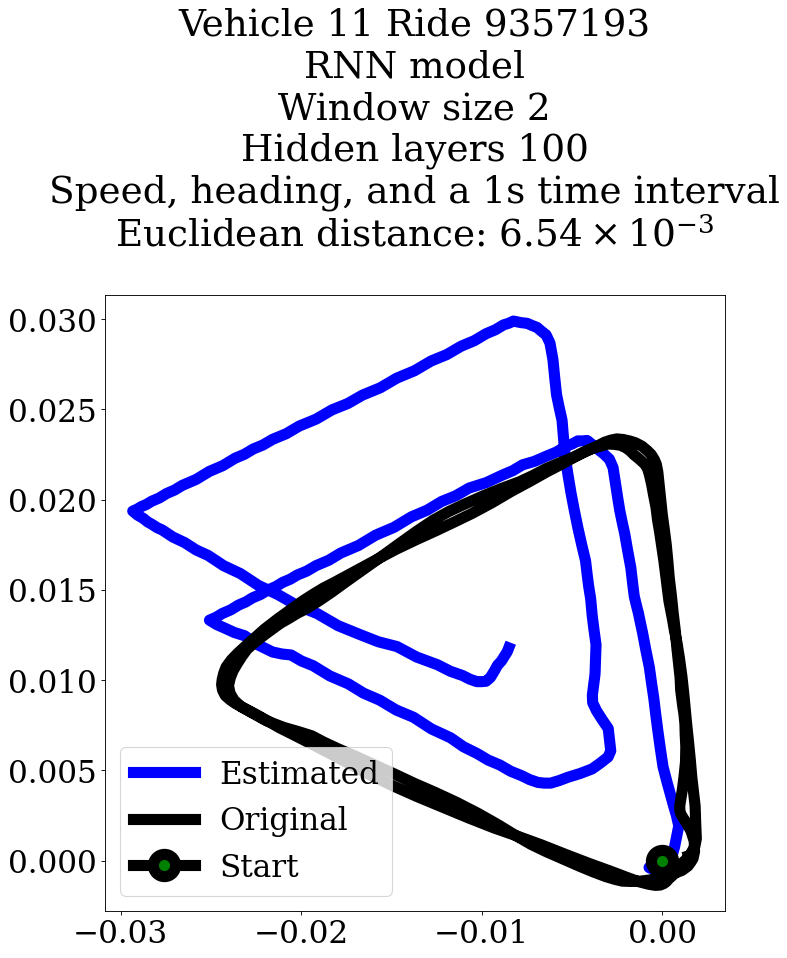 Vehicle 11 Ride 9357193
RNN model
Window size 2
Hidden layers 100
Speed, heading, and a 1s time interval
Euclidean distance: 6.54 × 10⁻³
0.030
0.025
0.020
0.015
0.010
0.005
0.000
Estimated
Original
Start
−0.03 −0.02 −0.01 0.00